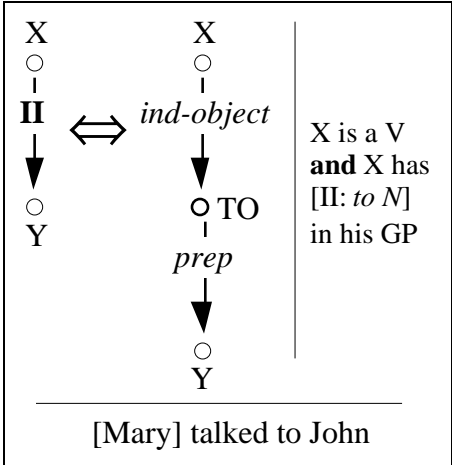 X
II
Y
⇔
X
ind-object
TO
prep
Y
X is a V
and X has
[II: to N]
in his GP
[Mary] talked to John